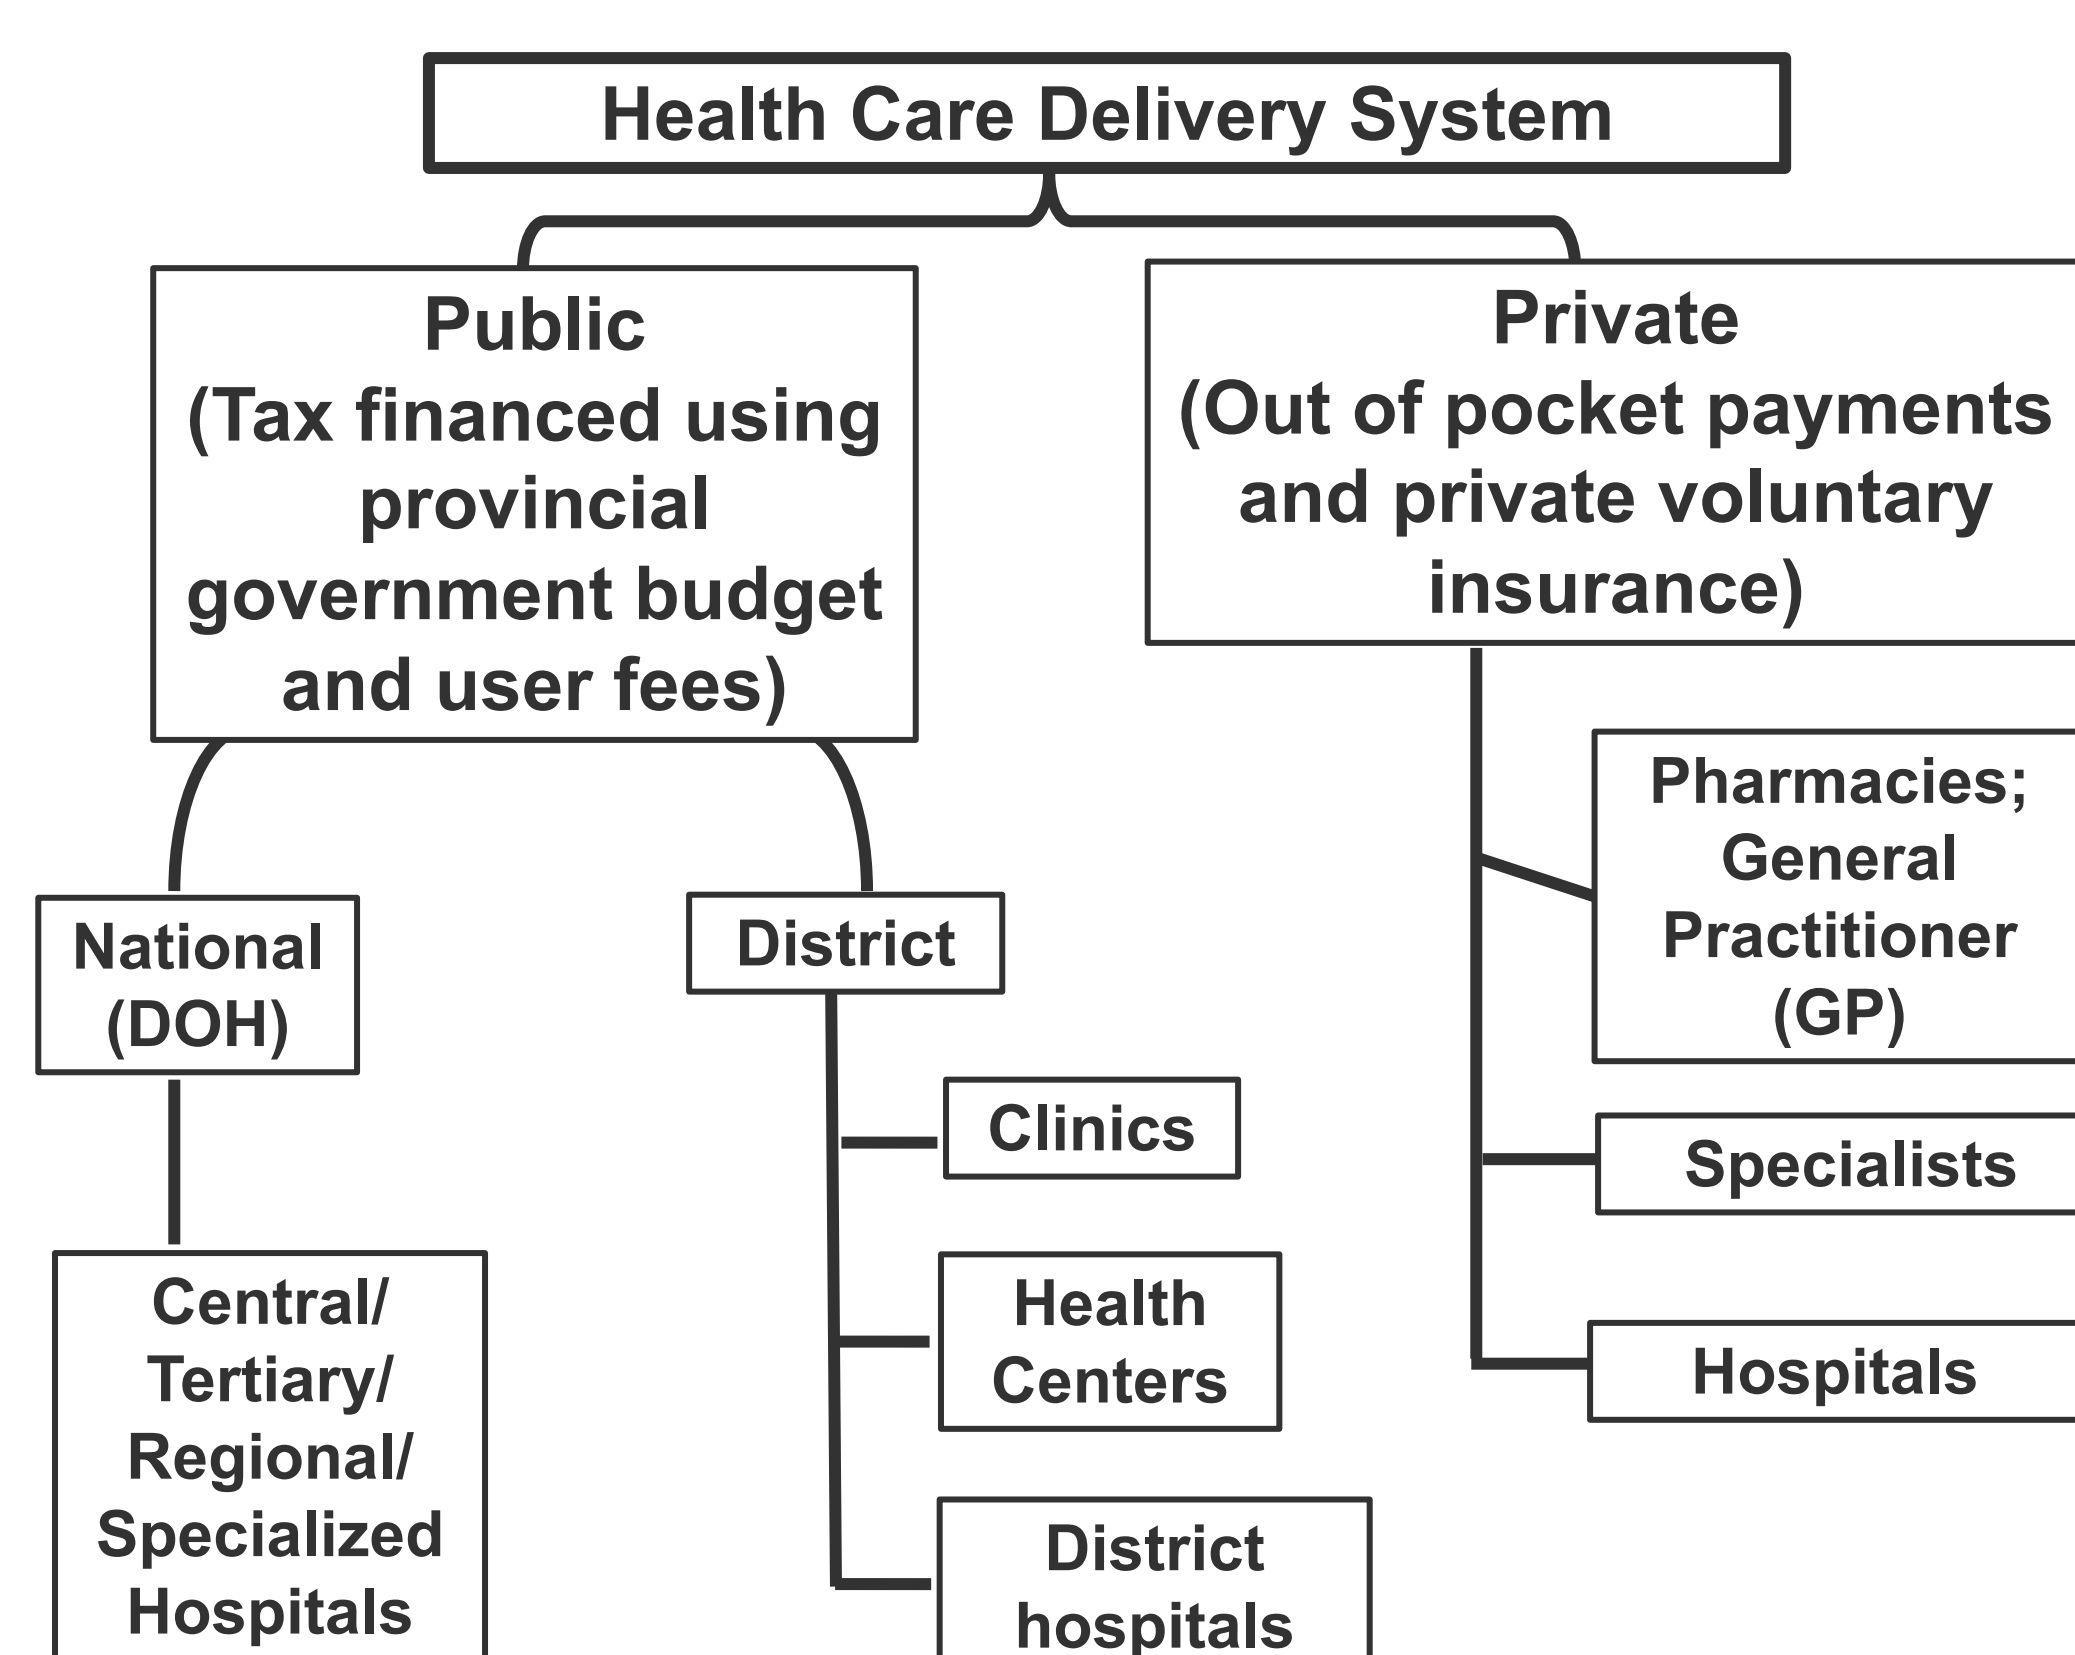 Health Care Delivery System
Public
(Tax financed using
provincial
government budget
and user fees)
Private
(Out of pocket payments
and private voluntary
insurance)
National
(DOH)
District
Pharmacies;
General
Practitioner
(GP)
Clinics
Specialists
Central/
Tertiary/
Regional/
Specialized
Hospitals
Health
Centers
Hospitals
District
hospitals